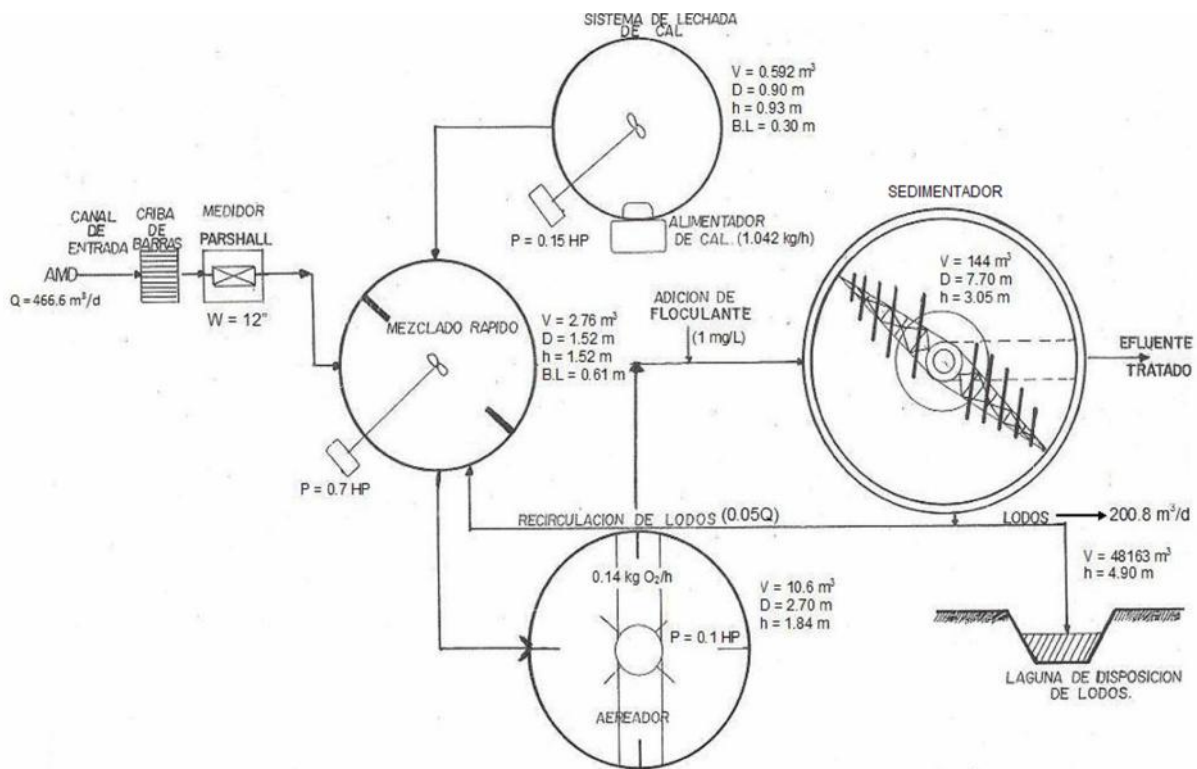 SISTEMA DE LECHADA
DE CAL
V = 0.592 m³
D = 0.90 m
h = 0.93 m
B.L = 0.30 m
P = 0.15 HP
ALIMENTADOR
DE CAL. (1.042 kg/h)
CANAL
DE
ENTRADA
CRIBA
DE
BARRAS
MEDIDOR
PARSHALL
AMD
Q = 466.6 m³/d
W = 12"
MEZCLADO RAPIDO
V = 2.76 m³
D = 1.52 m
h = 1.52 m
B.L = 0.61 m
P = 0.7 HP
ADICION DE
FLOCULANTE
(1 mg/L)
SEDIMENTADOR
V = 144 m³
D = 7.70 m
h = 3.05 m
EFLUENTE
TRATADO
RECIRCULACION DE LODOS (0.05Q)
LODOS
200.8 m³/d
0.14 kg O₂/h
P = 0.1 HP
AEREADOR
V = 10.6 m³
D = 2.70 m
h = 1.84 m
V = 48163 m³
h = 4.90 m
LAGUNA DE DISPOSICION
DE LODOS.